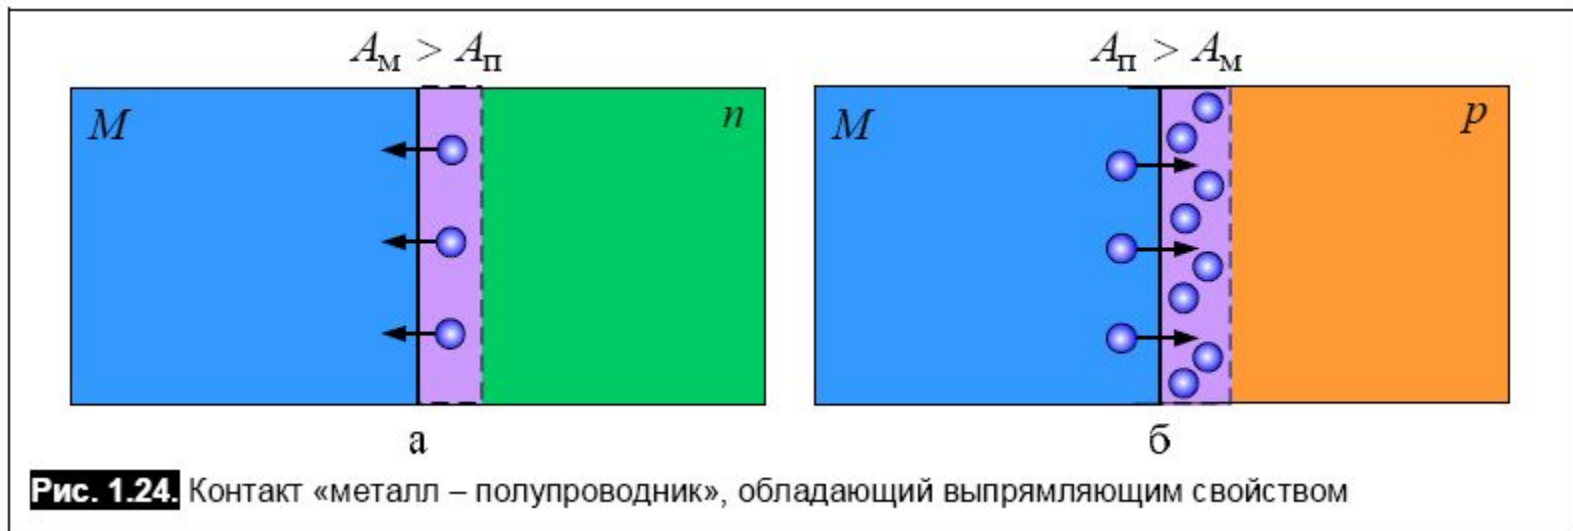 Aм > Aп
Aп > Aм
M
n
M
p
а
б
Рис. 1.24. Контакт «металл – полупроводник», обладающий выпрямляющим свойством